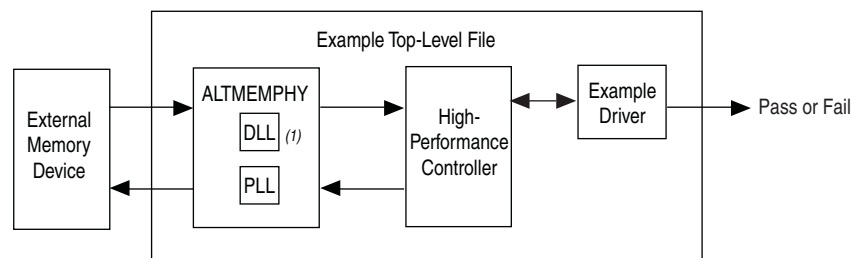 Example Top-Level File
External
Memory
Device
ALTMEMPHY
DLL (1)
PLL
High-
Performance
Controller
Example
Driver
Pass or Fail